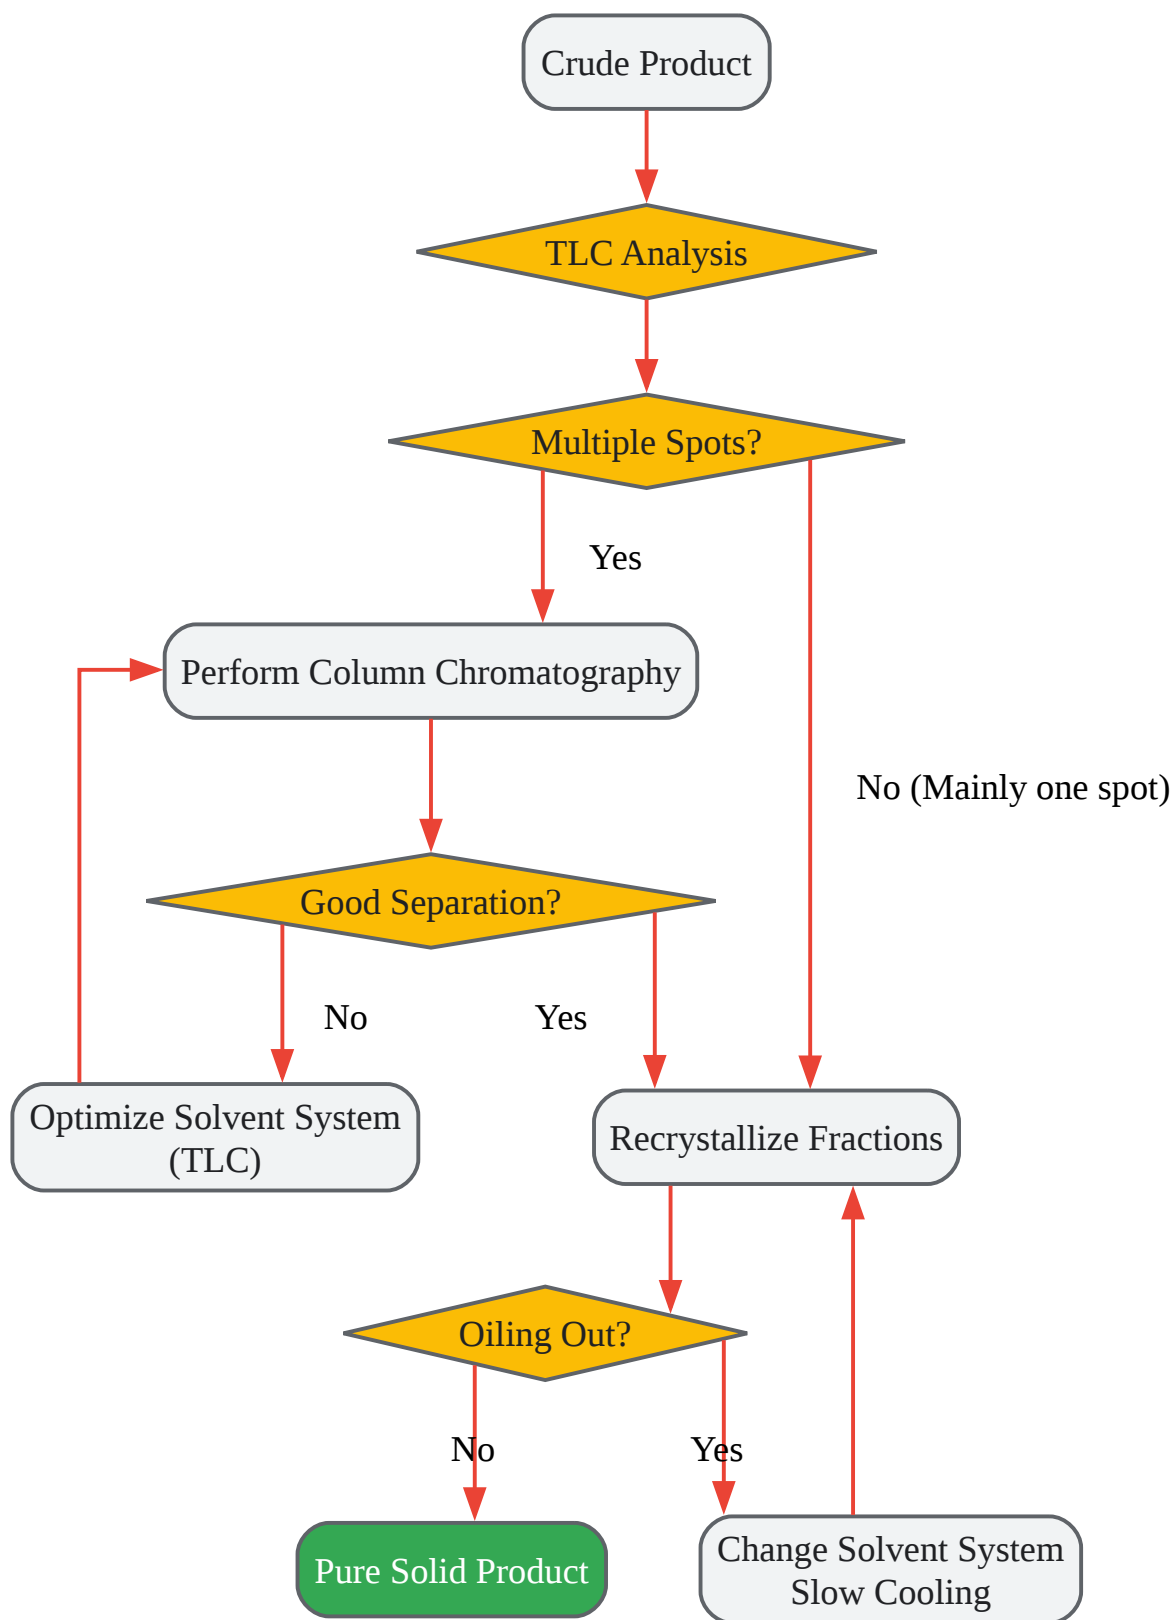 Crude Product
TLC Analysis
Multiple Spots?
Yes
Perform Column Chromatography
No (Mainly one spot)
Good Separation?
No
Yes
Optimize Solvent System
(TLC)
Recrystallize Fractions
Oiling Out?
No
Yes
Pure Solid Product
Change Solvent System
Slow Cooling